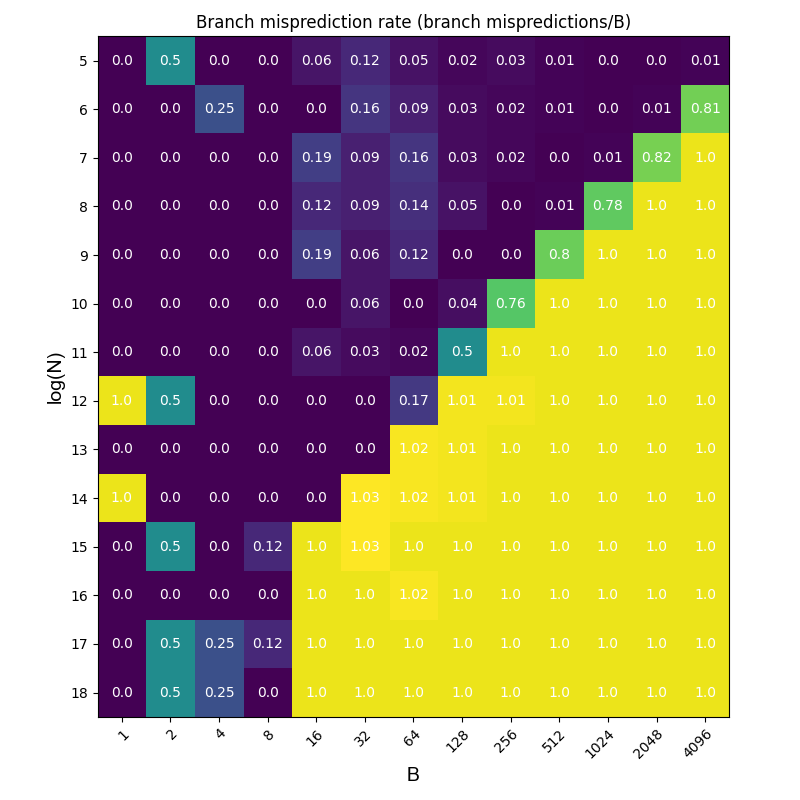 Branch misprediction rate (branch mispredictions/B)
5 0.0 0.5 0.0 0.0 0.06 0.12 0.05 0.02 0.03 0.01 0.0 0.0 0.01
6 0.0 0.0 0.25 0.0 0.0 0.16 0.09 0.03 0.02 0.01 0.0 0.01 0.81
7 0.0 0.0 0.0 0.0 0.19 0.09 0.16 0.03 0.02 0.0 0.01 0.82 1.0
8 0.0 0.0 0.0 0.0 0.12 0.09 0.14 0.05 0.0 0.01 0.78 1.0 1.0
9 0.0 0.0 0.0 0.0 0.19 0.06 0.12 0.0 0.0 0.8 1.0 1.0 1.0
10 0.0 0.0 0.0 0.0 0.0 0.06 0.0 0.04 0.76 1.0 1.0 1.0 1.0
11 0.0 0.0 0.0 0.0 0.06 0.03 0.02 0.5 1.0 1.0 1.0 1.0 1.0
12 1.0 0.5 0.0 0.0 0.0 0.0 0.17 1.01 1.01 1.0 1.0 1.0 1.0
13 0.0 0.0 0.0 0.0 0.0 0.0 1.02 1.01 1.0 1.0 1.0 1.0 1.0
14 1.0 0.0 0.0 0.0 0.0 1.03 1.02 1.01 1.0 1.0 1.0 1.0 1.0
15 0.0 0.5 0.0 0.12 1.0 1.03 1.0 1.0 1.0 1.0 1.0 1.0 1.0
16 0.0 0.0 0.0 0.0 1.0 1.0 1.02 1.0 1.0 1.0 1.0 1.0 1.0
17 0.0 0.5 0.25 0.12 1.0 1.0 1.0 1.0 1.0 1.0 1.0 1.0 1.0
18 0.0 0.5 0.25 0.0 1.0 1.0 1.0 1.0 1.0 1.0 1.0 1.0 1.0
log(N)
1 2 4 8 16 32 64 128 256 512 1024 2048 4096
B